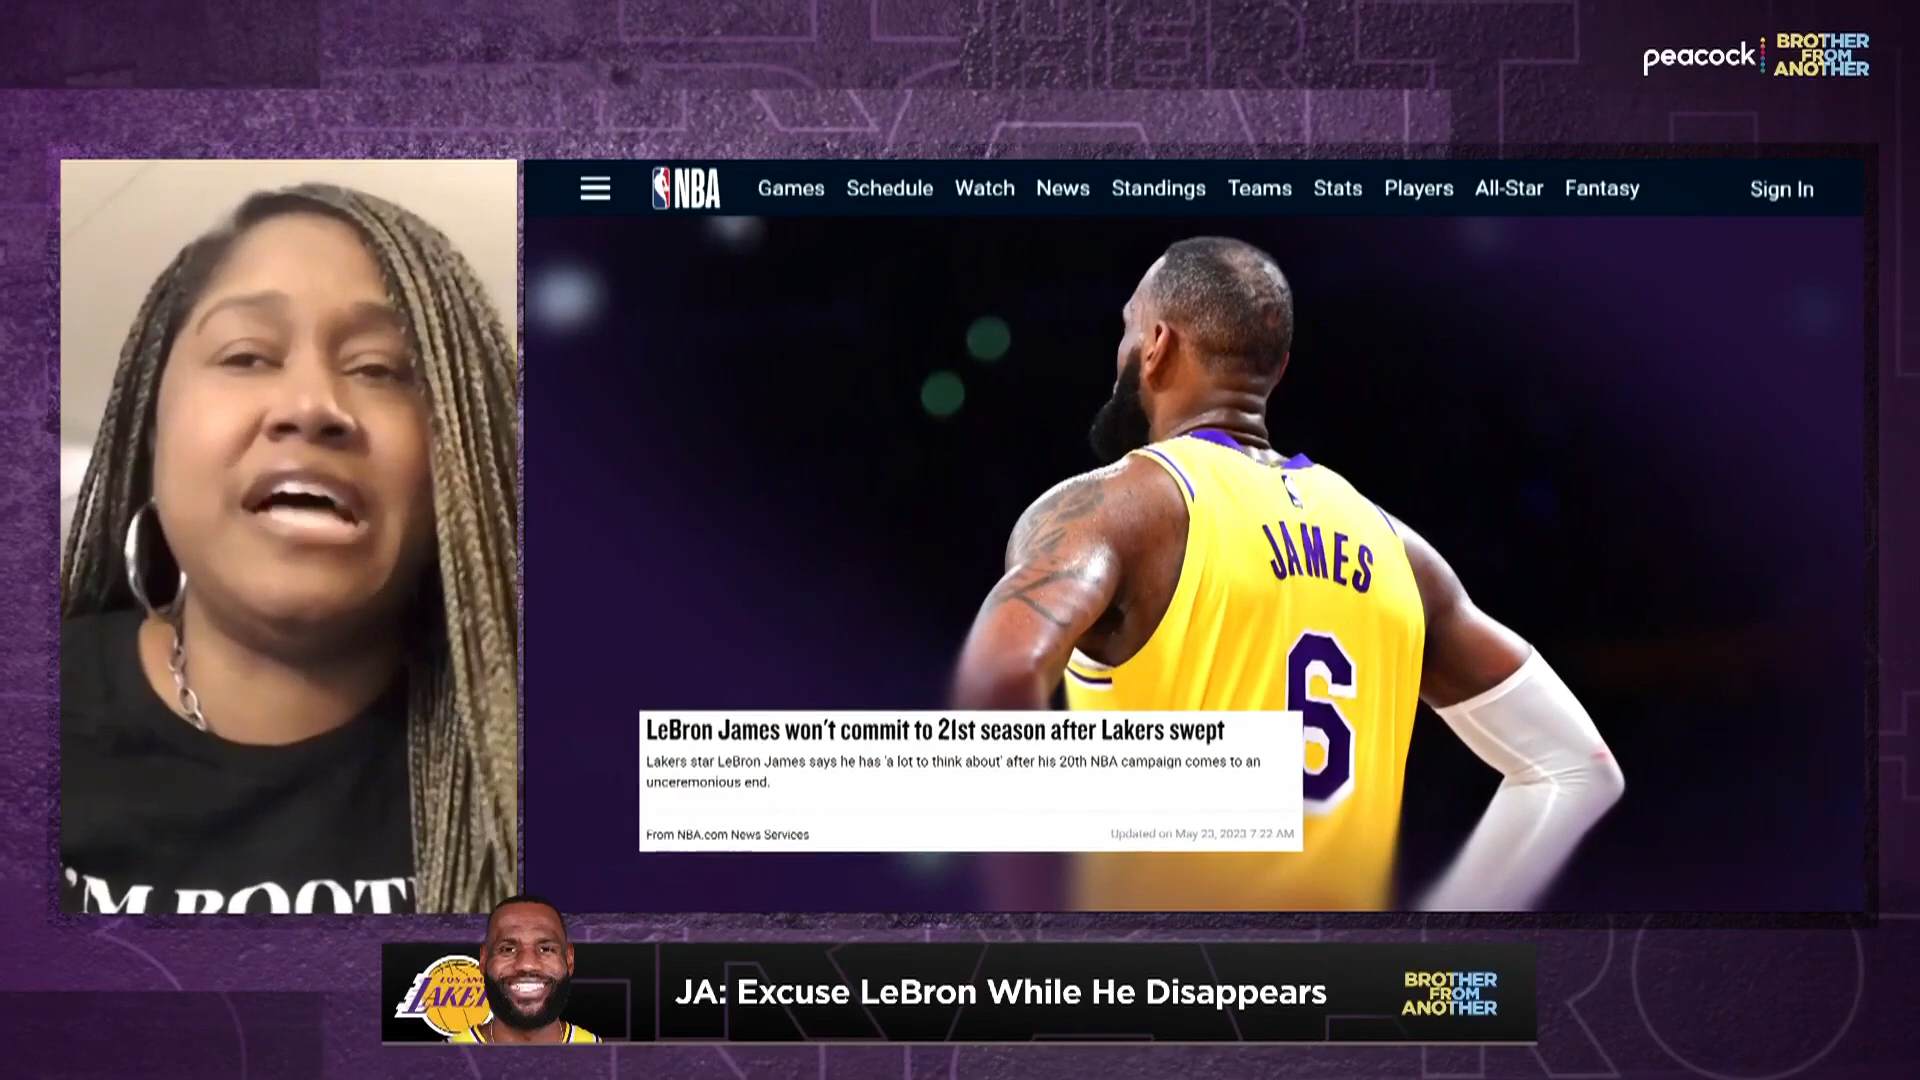 peacock
BROTHER
FROM
ANOTHER
NBA Games Schedule Watch News Standings Teams Stats Players All-Star Fantasy Sign In
JAMES
6
LeBron James won't commit to 21st season after Lakers swept
Lakers star LeBron James says he has 'a lot to think about' after his 20th NBA campaign comes to an
unceremonious end.
From NBA.com News Services Updated on May 23, 2023 7:22 AM
'M ROOT
JA: Excuse LeBron While He Disappears
BROTHER
FROM
ANOTHER